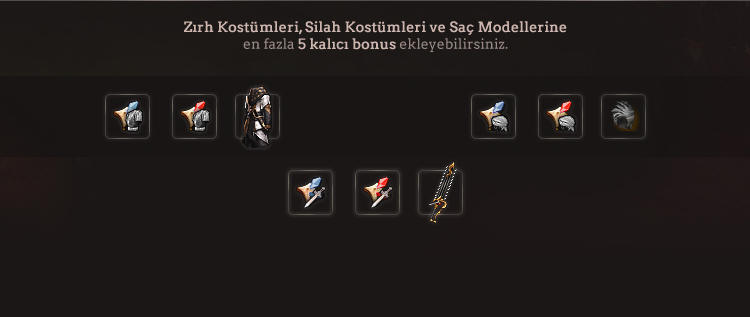 Zırh Kostümleri, Silah Kostümleri ve Saç Modellerine
en fazla 5 kalıcı bonus ekleyebilirsiniz.